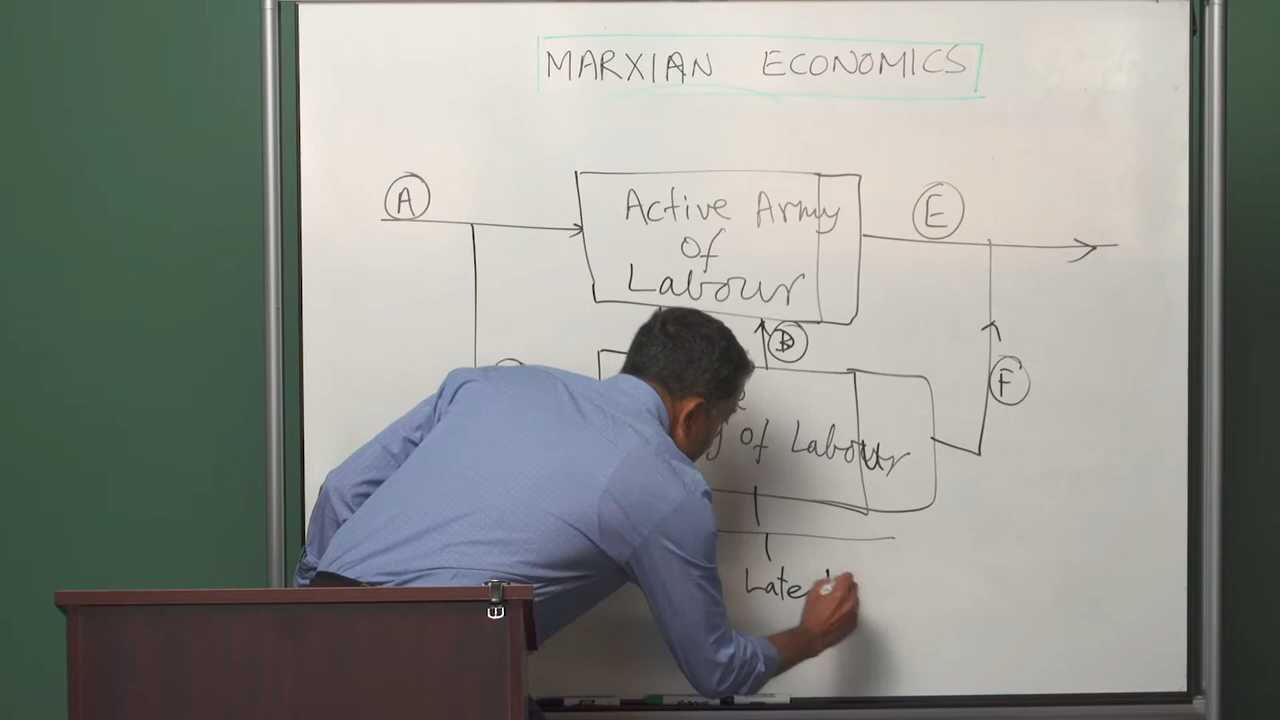 MARXIAN ECONOMICS
A
E
Active Army
of
Labour
D
F
of Labour
Late